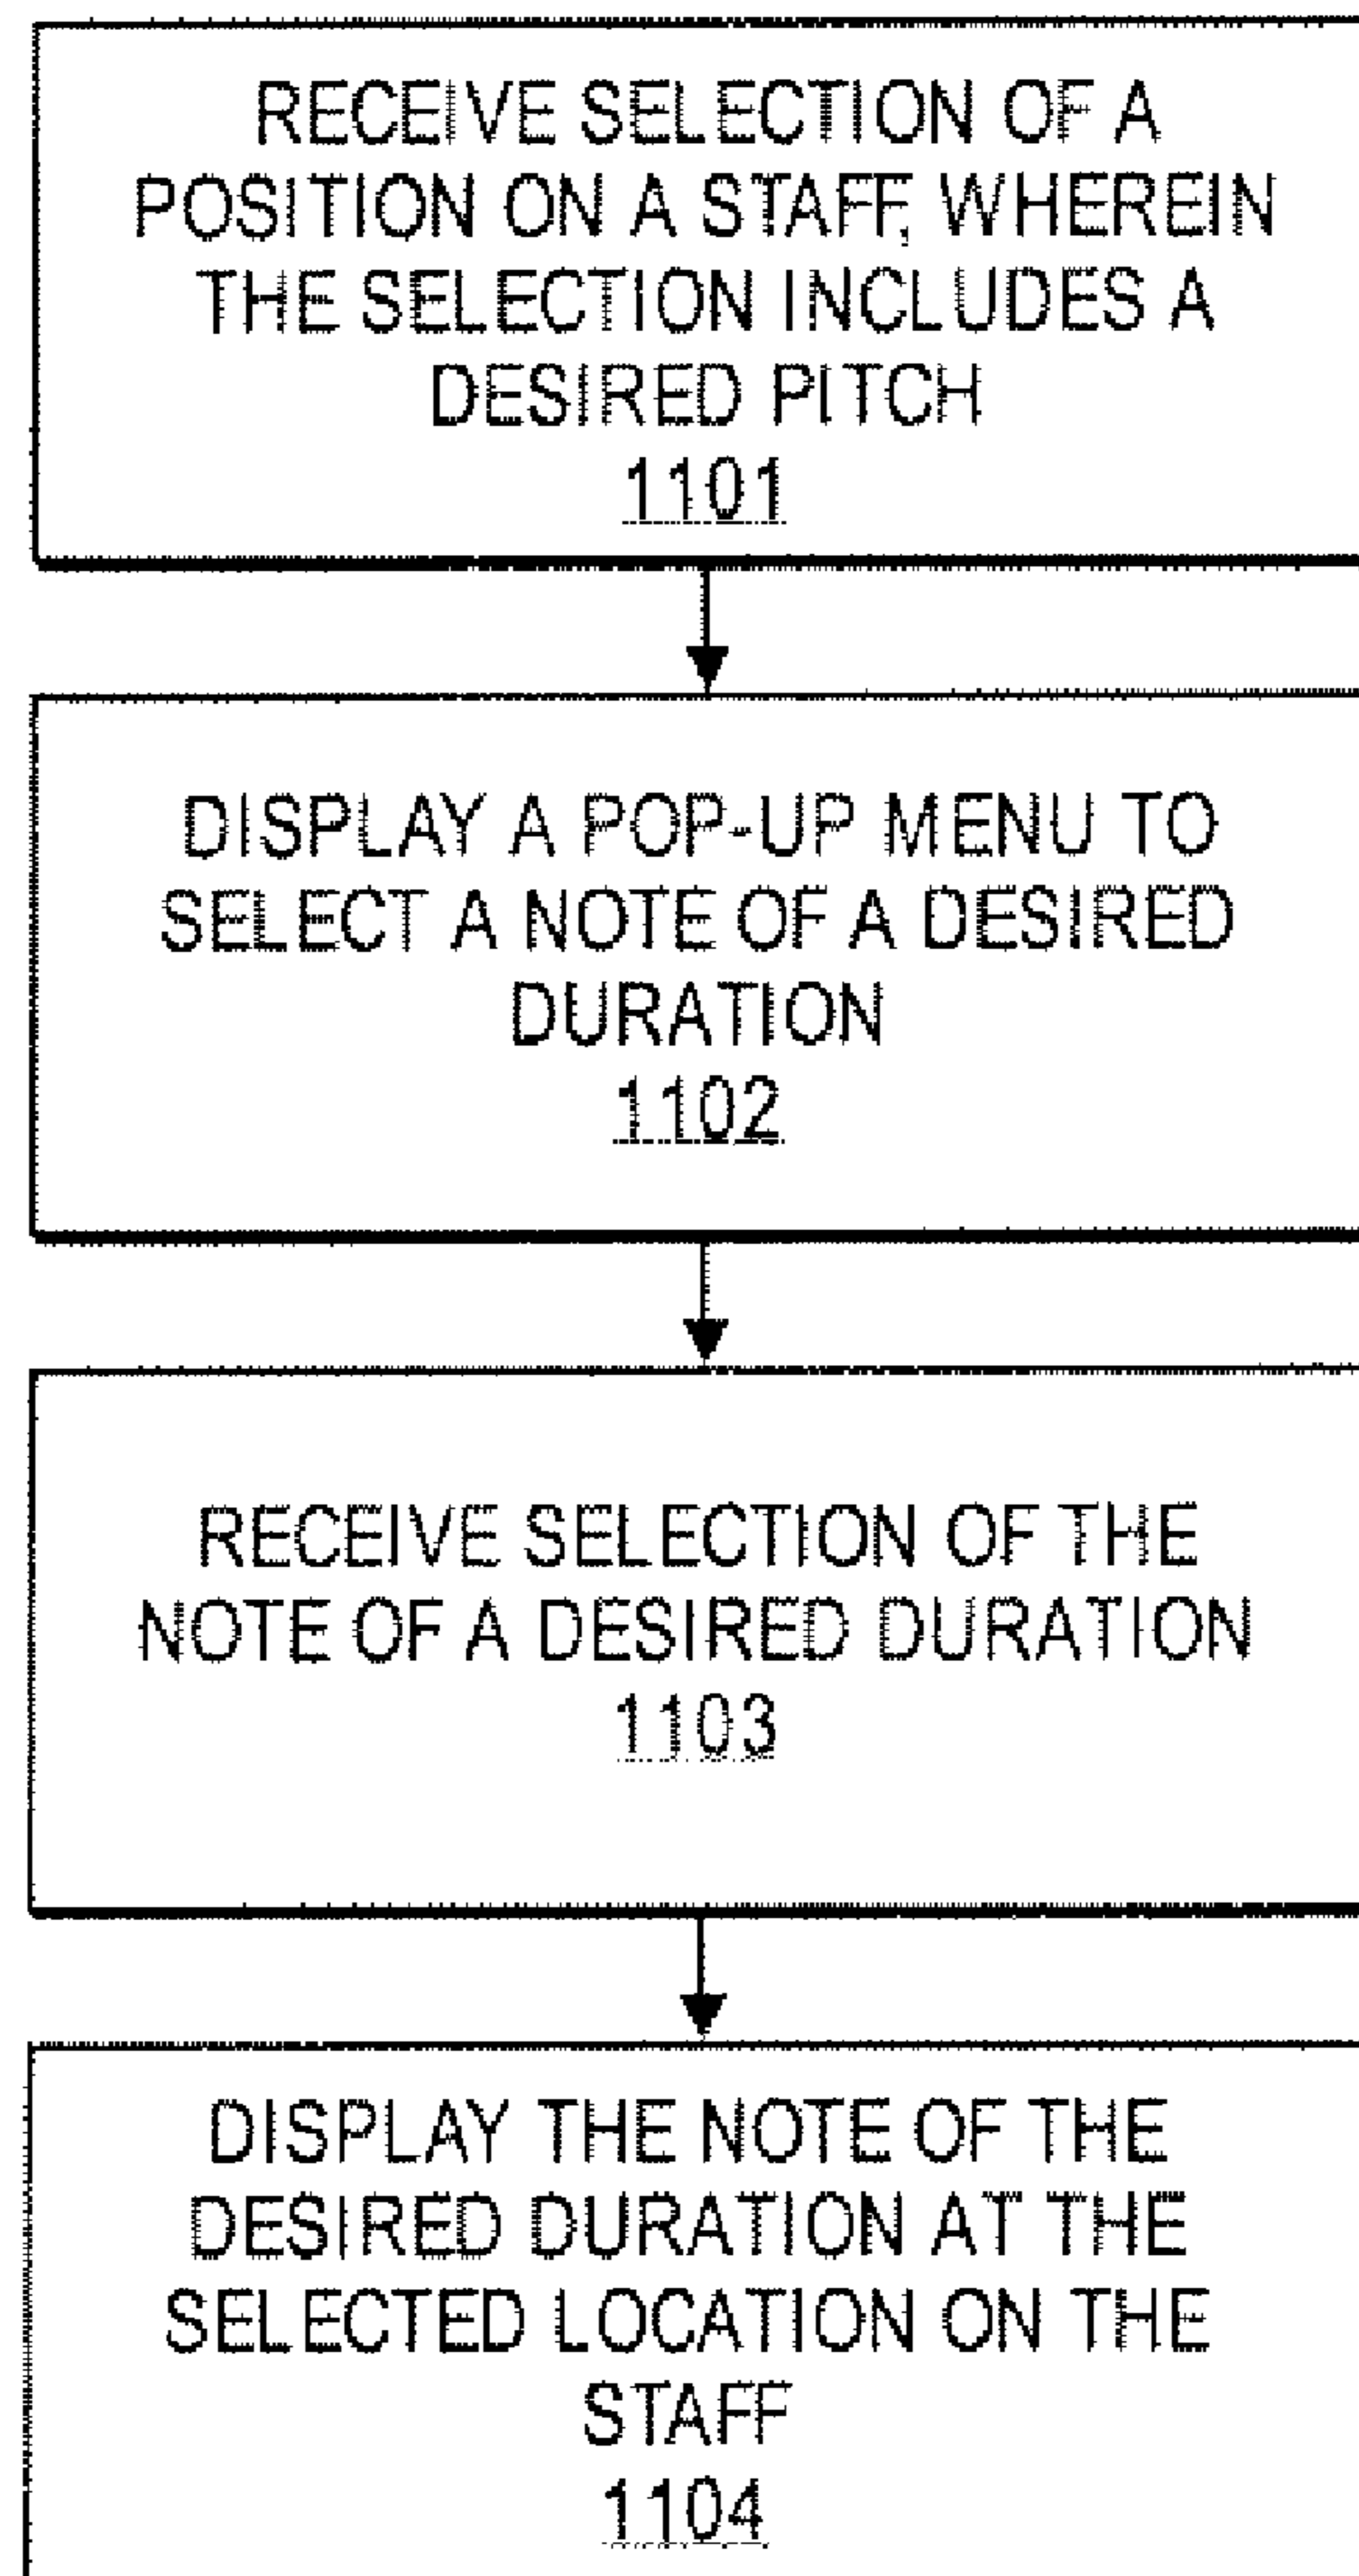 RECEIVE SELECTION OF A
POSITION ON A STAFF, WHEREIN
THE SELECTION INCLUDES A
DESIRED PITCH
1101
DISPLAY A POP-UP MENU TO
SELECT A NOTE OF A DESIRED
DURATION
1102
RECEIVE SELECTION OF THE
NOTE OF A DESIRED DURATION
1103
DISPLAY THE NOTE OF THE
DESIRED DURATION AT THE
SELECTED LOCATION ON THE
STAFF
1104